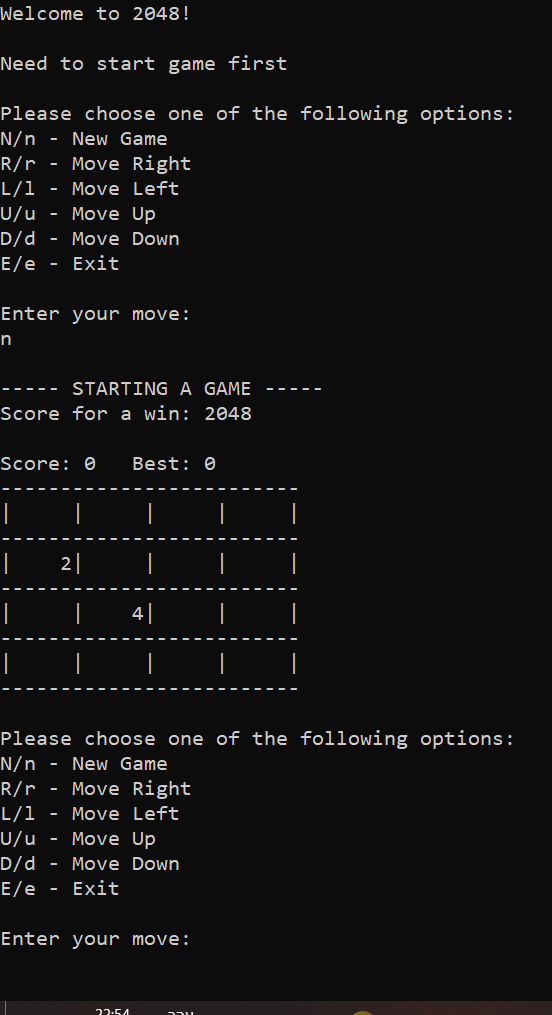 Welcome to 2048!
Need to start game first
Please choose one of the following options:
N/n - New Game
R/r - Move Right
L/l - Move Left
U/u - Move Up
D/d - Move Down
E/e - Exit
Enter your move:
n
----- STARTING A GAME -----
Score for a win: 2048
Score: 0   Best: 0
-------------------------
|     |     |     |     |
-------------------------
|    2|     |     |     |
-------------------------
|     |    4|     |     |
-------------------------
|     |     |     |     |
-------------------------
Please choose one of the following options:
N/n - New Game
R/r - Move Right
L/l - Move Left
U/u - Move Up
D/d - Move Down
E/e - Exit
Enter your move:
22:54